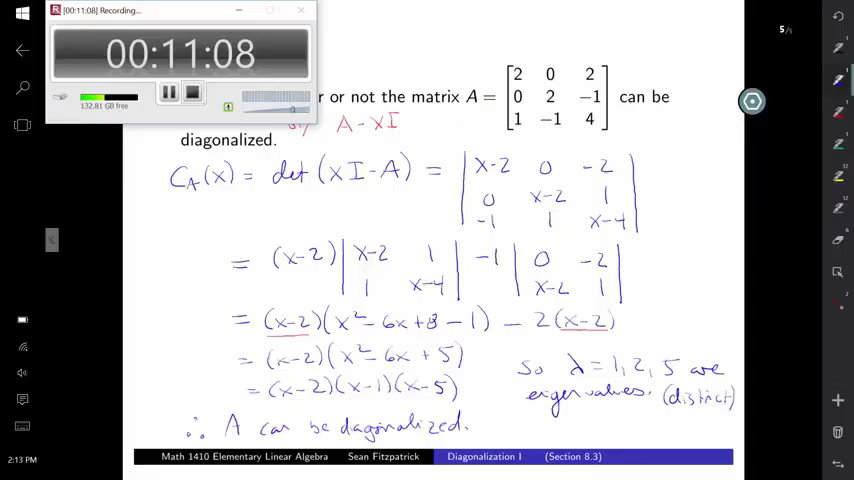 [00:11:08] Recording...
00:11:08
132.81 GB free
5/5
r or not the matrix A = [2 0 2; 0 2 −1; 1 −1 4] can be
diagonalized.
A - xI
C_A(x) = det(xI - A) = | x-2 0 -2; 0 x-2 1; -1 1 x-4 |
= (x-2) | x-2 1; 1 x-4 | -1 | 0 -2; x-2 1 |
= (x-2)(x² - 6x + 8 - 1) - 2(x-2)
= (x-2)(x² - 6x + 5)
= (x-2)(x-1)(x-5)
So λ = 1, 2, 5 are
eigenvalues. (distinct)
∴ A can be diagonalized.
Math 1410 Elementary Linear Algebra Sean Fitzpatrick Diagonalization I (Section 8.3)
2:13 PM